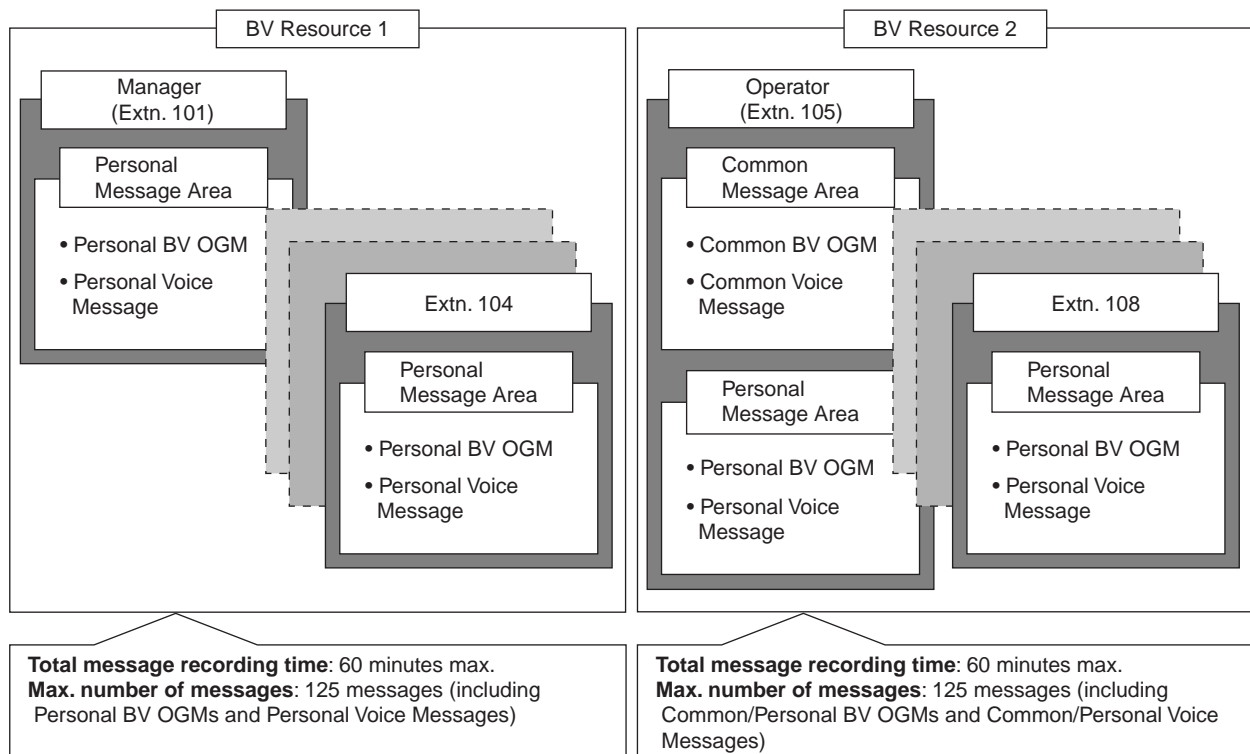 BV Resource 1
Manager
(Extn. 101)
Personal
Message Area
• Personal BV OGM
• Personal Voice
Message
Extn. 104
Personal
Message Area
• Personal BV OGM
• Personal Voice
Message
Total message recording time: 60 minutes max.
Max. number of messages: 125 messages (including
Personal BV OGMs and Personal Voice Messages)
BV Resource 2
Operator
(Extn. 105)
Common
Message Area
• Common BV OGM
• Common Voice
Message
Personal
Message Area
• Personal BV OGM
• Personal Voice
Message
Extn. 108
Personal
Message Area
• Personal BV OGM
• Personal Voice
Message
Total message recording time: 60 minutes max.
Max. number of messages: 125 messages (including
Common/Personal BV OGMs and Common/Personal Voice
Messages)